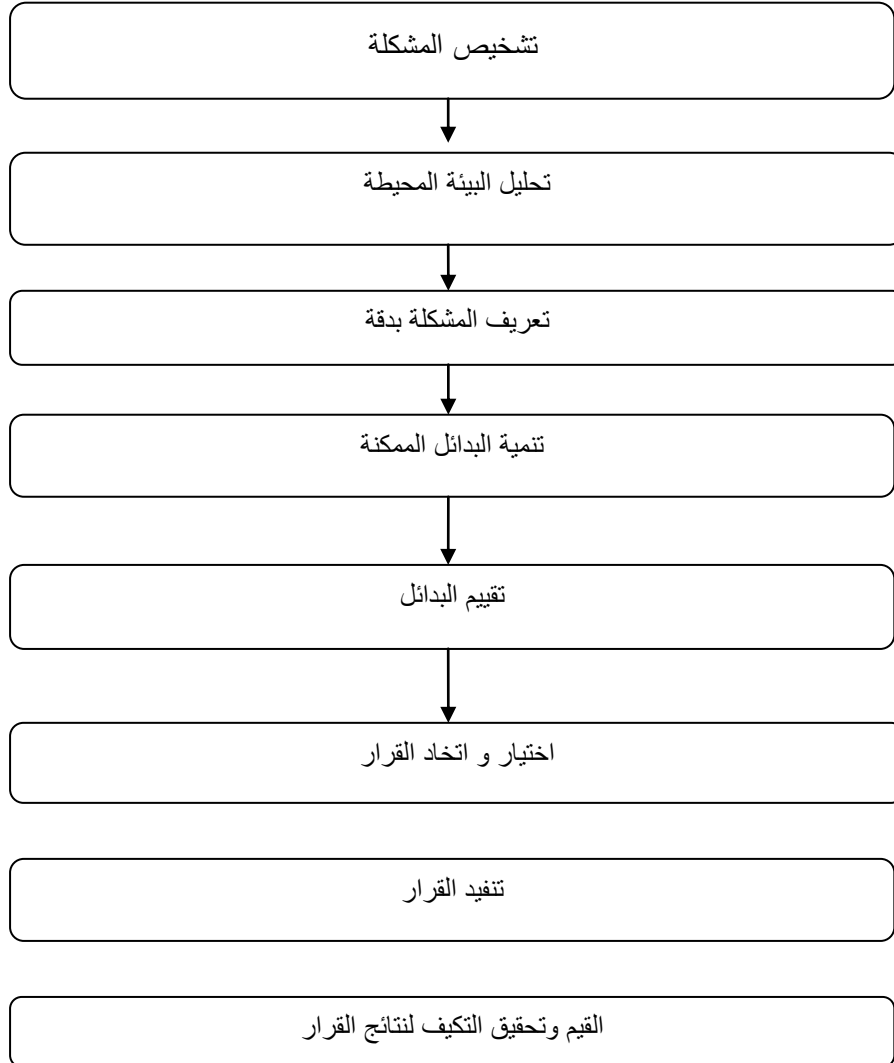 تشخيص المشكلة
تحليل البيئة المحيطة
تعريف المشكلة بدقة
تنمية البدائل الممكنة
تقييم البدائل
اختيار و اتخاد القرار
تنفيد القرار
القيم وتحقيق التكيف لنتائج القرار